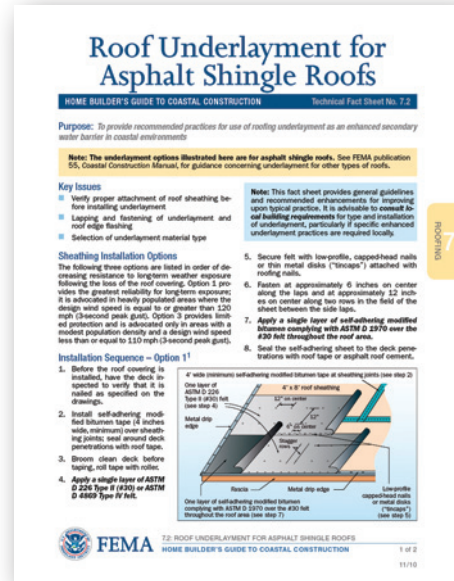 Roof Underlayment for
Asphalt Shingle Roofs
HOME BUILDER'S GUIDE TO COASTAL CONSTRUCTION Technical Fact Sheet No. 7.2
Purpose: To provide recommended practices for use of roofing underlayment as an enhanced secondary
water barrier in coastal environments
Note: The underlayment options illustrated here are for asphalt shingle roofs. See FEMA publication
55, Coastal Construction Manual, for guidance concerning underlayment for other types of roofs.
Key Issues
Verify proper attachment of roof sheathing be-
fore installing underlayment
Lapping and fastening of underlayment and
roof edge flashing
Selection of underlayment material type
Note: This fact sheet provides general guidelines
and recommended enhancements for improving
upon typical practice. It is advisable to consult lo-
cal building requirements for type and installation
of underlayment, particularly if specific enhanced
underlayment practices are required locally.
ROOFING
7
Sheathing Installation Options
The following three options are listed in order of de-
creasing resistance to long-term weather exposure
following the loss of the roof covering. Option 1 pro-
vides the greatest reliability for long-term exposure;
it is advocated in heavily populated areas where the
design wind speed is equal to or greater than 120
mph (3-second peak gust). Option 3 provides lim-
ited protection and is advocated only in areas with a
modest population density and a design wind speed
less than or equal to 110 mph (3-second peak gust).
Installation Sequence – Option 1¹
1. Before the roof covering is
installed, have the deck in-
spected to verify that it is
nailed as specified on the
drawings.
2. Install self-adhering modi-
fied bitumen tape (4 inches
wide, minimum) over sheath-
ing joints; seal around deck
penetrations with roof tape.
3. Broom clean deck before
taping, roll tape with roller.
4. Apply a single layer of ASTM
D 226 Type II (#30) or ASTM
D 4869 Type IV felt.
5. Secure felt with low-profile, capped-head nails
or thin metal disks ("tincaps") attached with
roofing nails.
6. Fasten at approximately 6 inches on center
along the laps and at approximately 12 inch-
es on center along two rows in the field of the
sheet between the side laps.
7. Apply a single layer of self-adhering modified
bitumen complying with ASTM D 1970 over the
#30 felt throughout the roof area.
8. Seal the self-adhering sheet to the deck pene-
trations with roof tape or asphalt roof cement.
4' wide (minimum) self-adhering modified bitumen tape at sheathing joints (see step 2)
One layer of
ASTM D 226
Type II (#30) felt
(see step 4)
4' x 8' roof sheathing
12" on center
12"
Metal drip
edge
6" on center
Stagger
rows
Fascia
Metal drip edge
Low-profile
capped-head nails
or metal disks
("tincaps")
(see step 5)
One layer of self-adhering modified bitumen
complying with ASTM D 1970 over the #30 felt
throughout the roof area (see step 7)
FEMA
7.2: ROOF UNDERLAYMENT FOR ASPHALT SHINGLE ROOFS
HOME BUILDER'S GUIDE TO COASTAL CONSTRUCTION
1 of 2
11/10